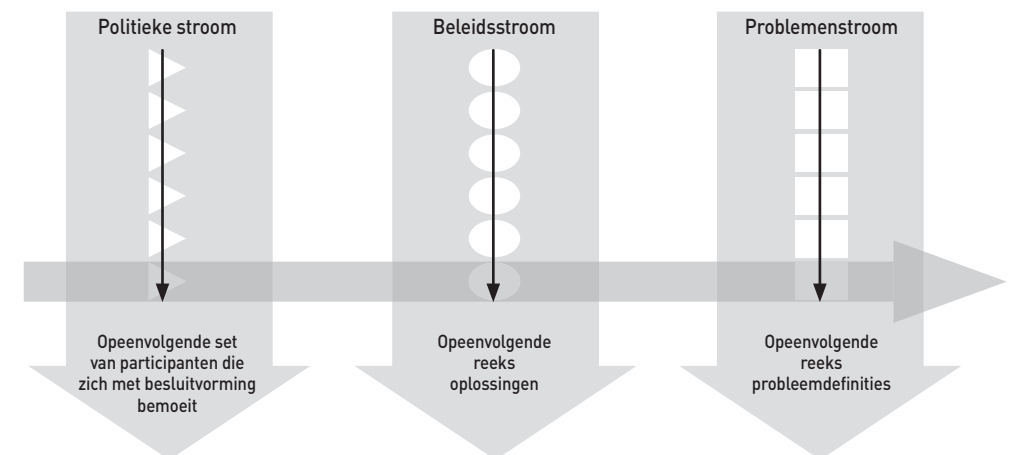 Politieke stroom
Beleidsstroom
Problemenstroom
Opeenvolgende set
van participanten die
zich met besluitvorming
bemoeit
Opeenvolgende
reeks
oplossingen
Opeenvolgende
reeks
probleemdefinities